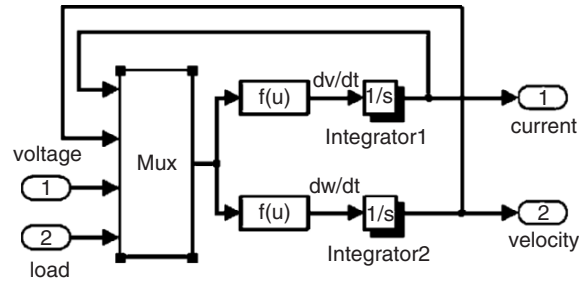 dv/dt
f(u)
1/s
1
Integrator1
current
voltage
Mux
1
dw/dt
f(u)
1/s
2
2
Integrator2
velocity
load